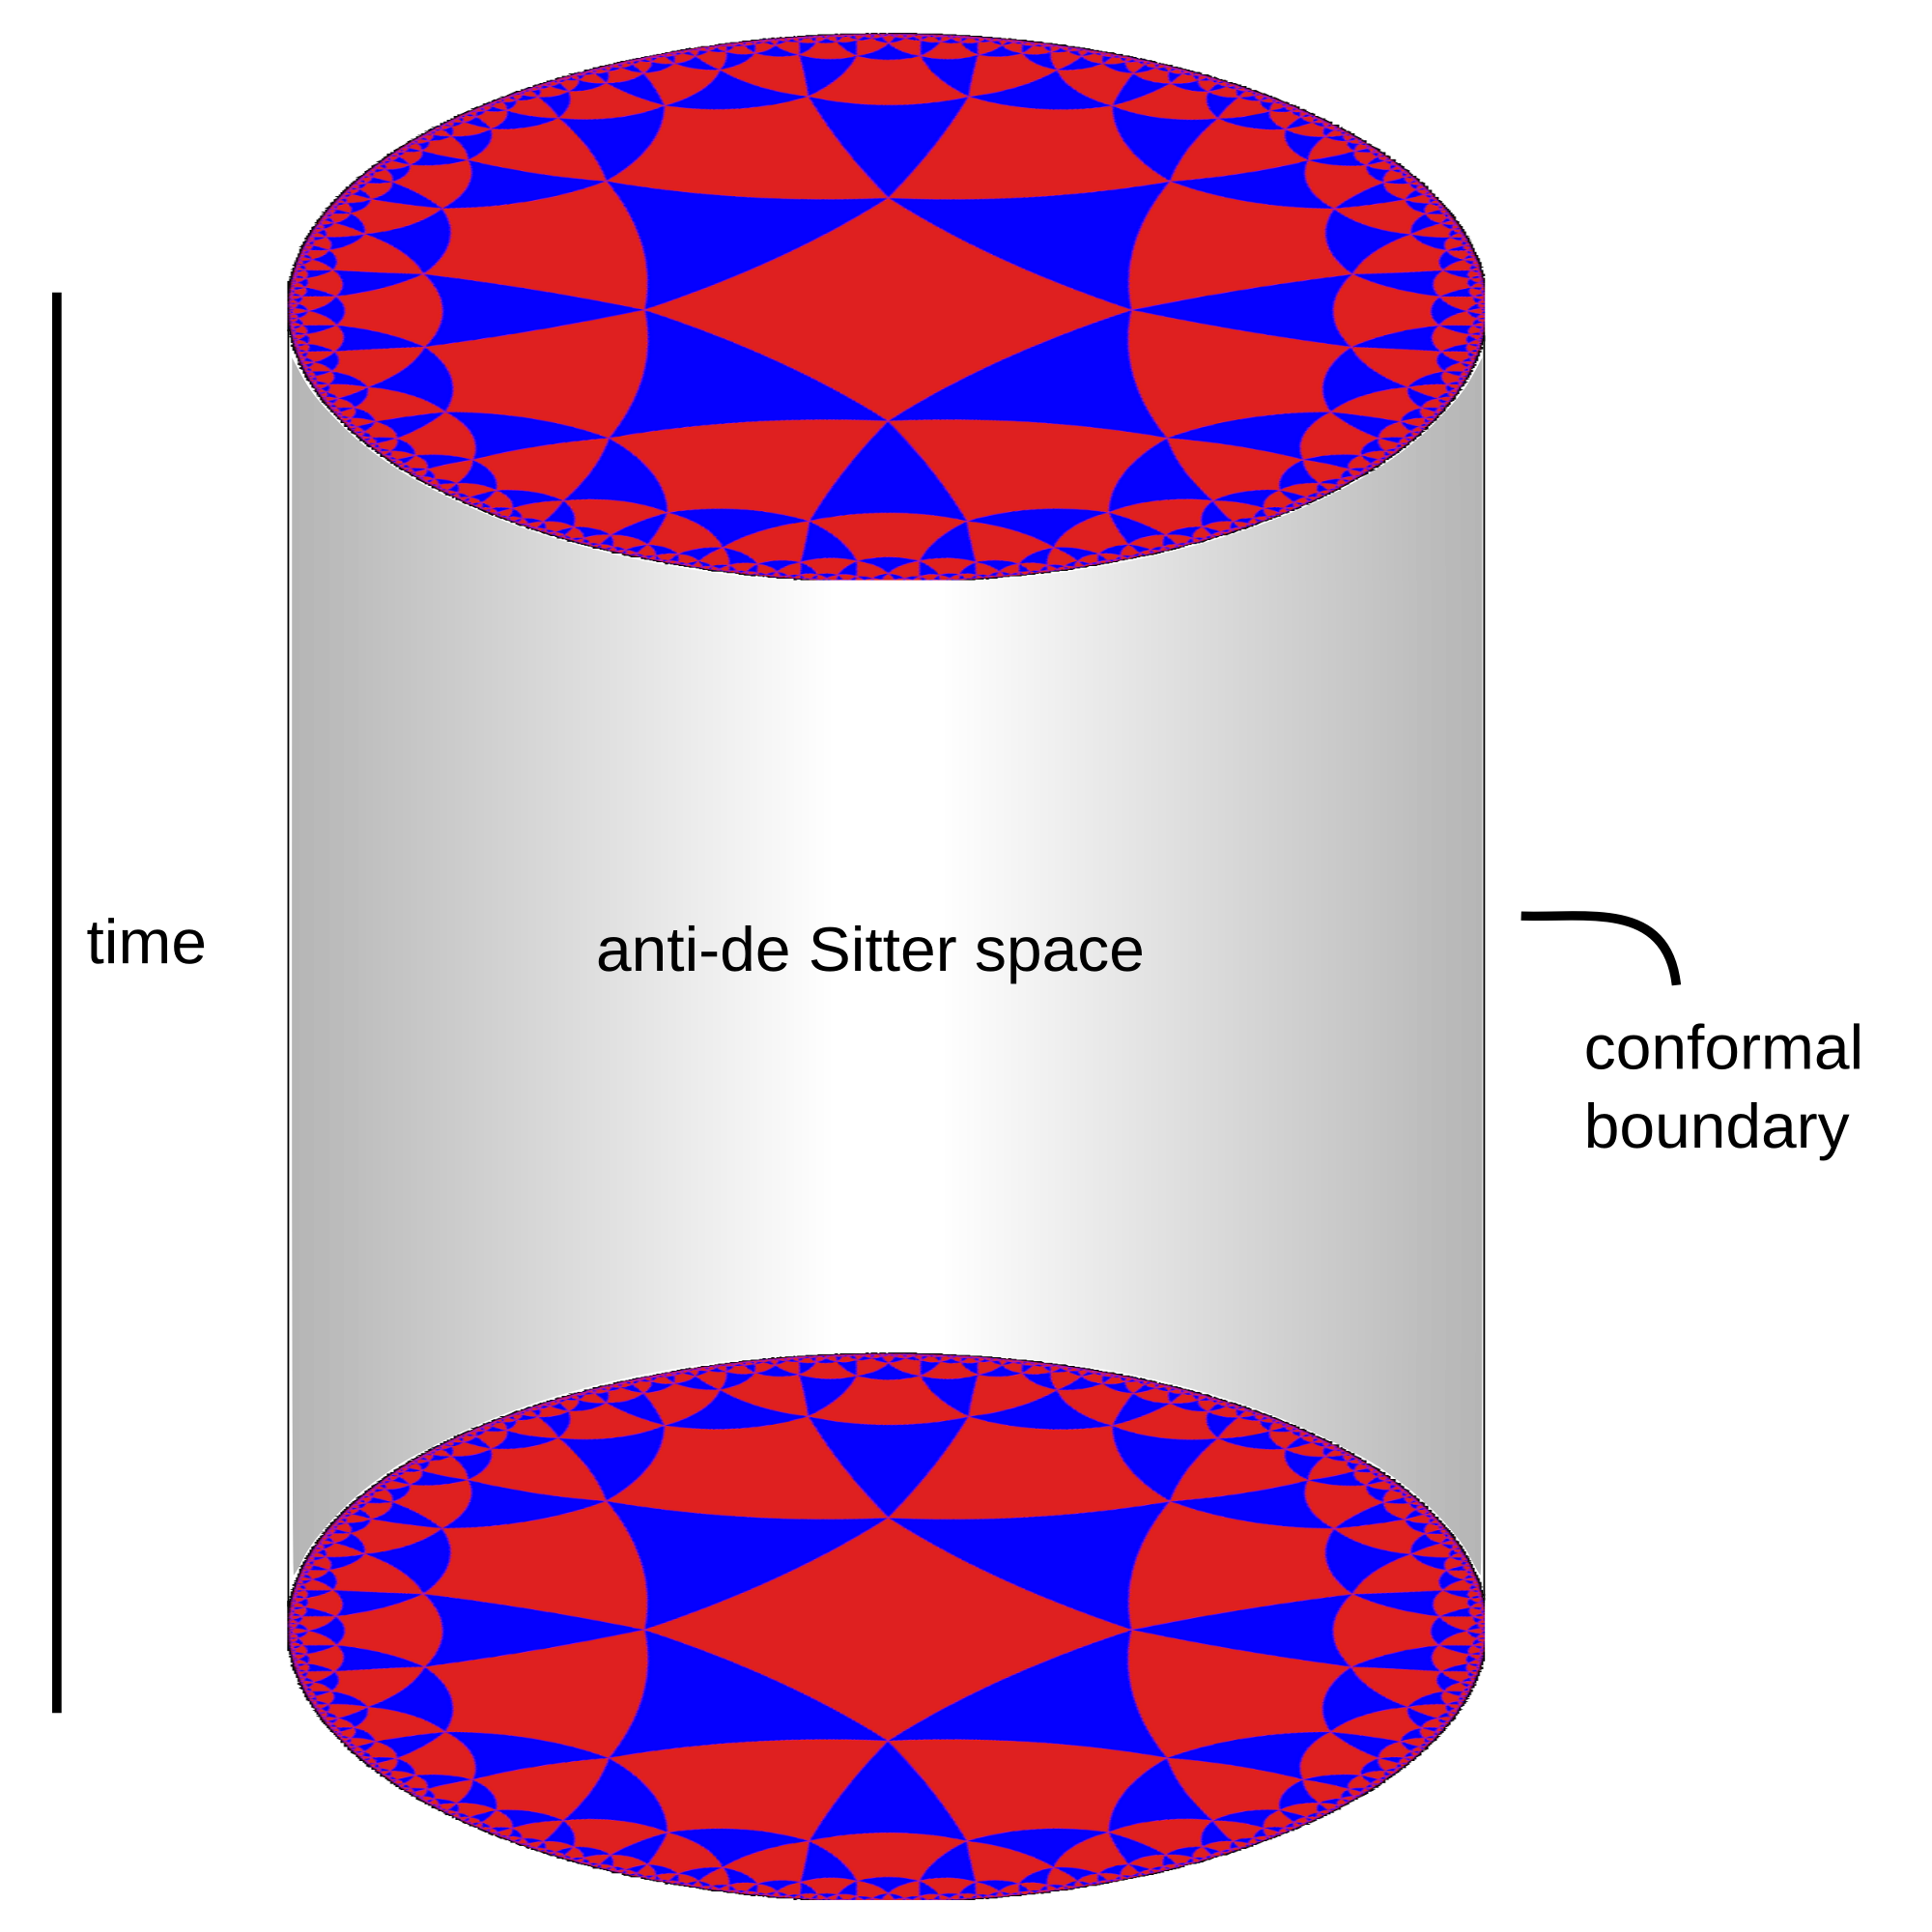 time
anti-de Sitter space
conformal
boundary